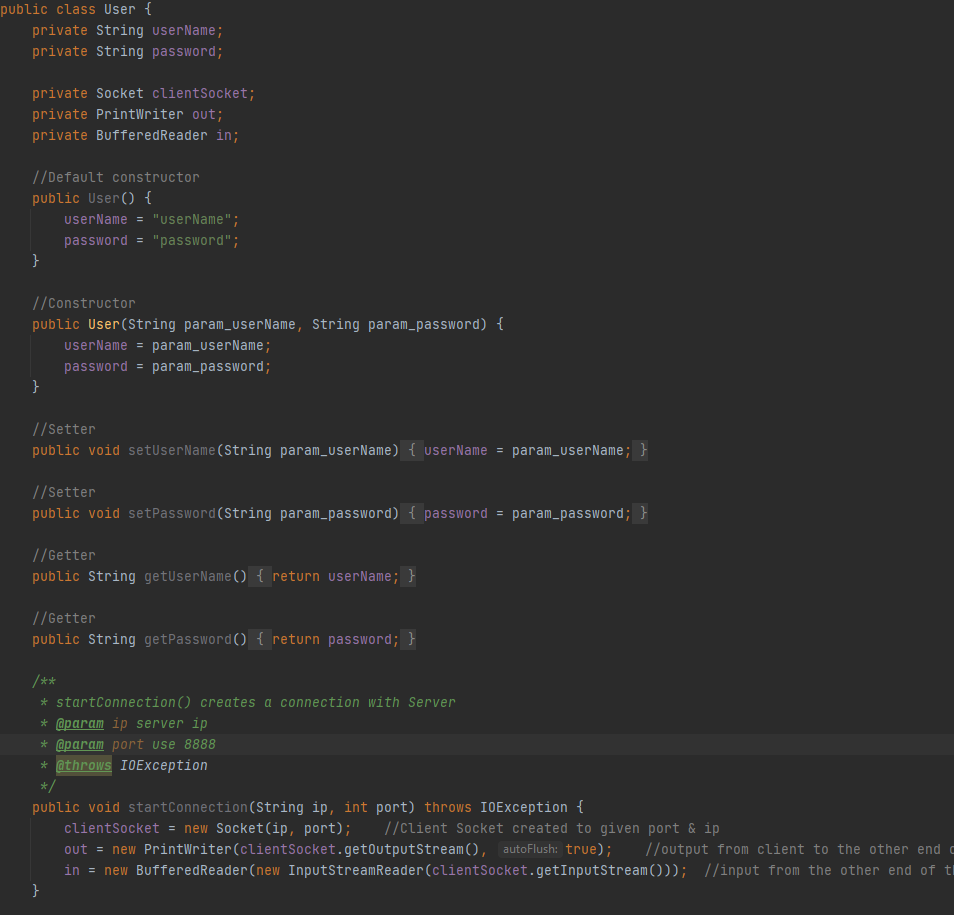 public class User {
private String userName;
private String password;
private Socket clientSocket;
private PrintWriter out;
private BufferedReader in;
//Default constructor
public User() {
userName = "userName";
password = "password";
}
//Constructor
public User(String param_userName, String param_password) {
userName = param_userName;
password = param_password;
}
//Setter
public void setUserName(String param_userName) { userName = param_userName; }
//Setter
public void setPassword(String param_password) { password = param_password; }
//Getter
public String getUserName() { return userName; }
//Getter
public String getPassword() { return password; }
/**
* startConnection() creates a connection with Server
* @param ip server ip
* @param port use 8888
* @throws IOException
*/
public void startConnection(String ip, int port) throws IOException {
clientSocket = new Socket(ip, port); //Client Socket created to given port & ip
out = new PrintWriter(clientSocket.getOutputStream(), autoFlush: true); //output from client to the other end
in = new BufferedReader(new InputStreamReader(clientSocket.getInputStream())); //input from the other end of
}